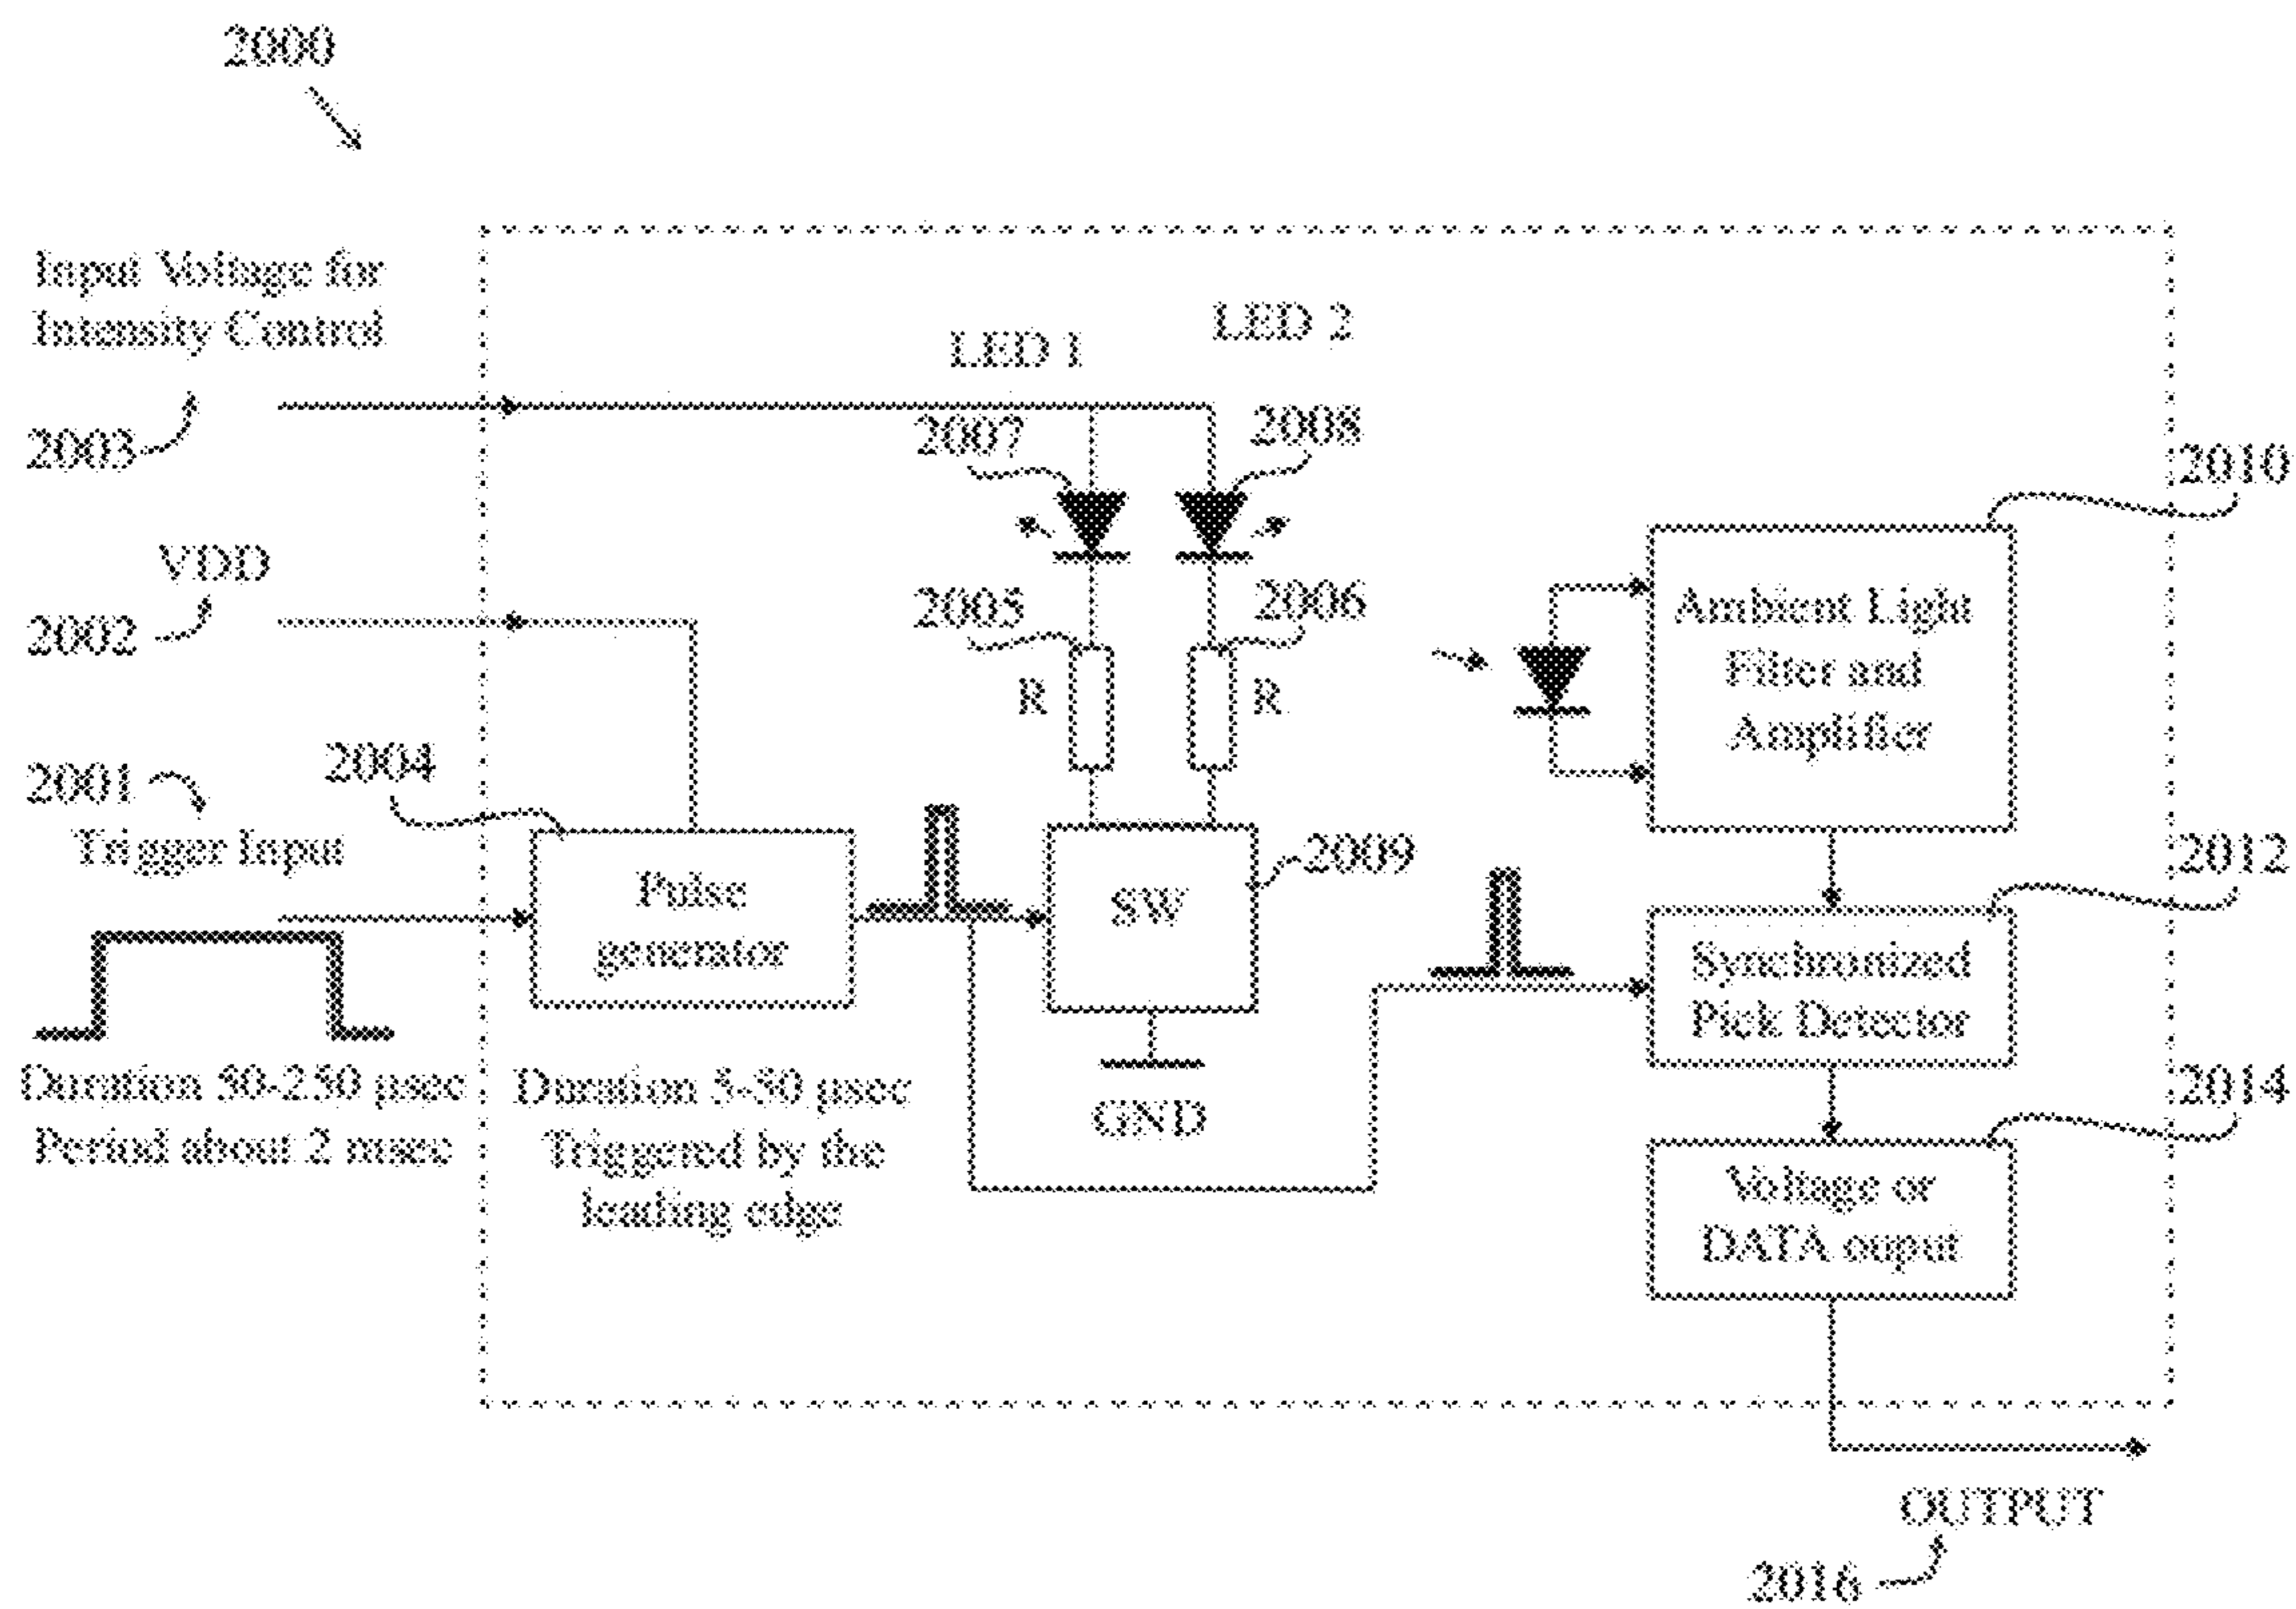 2000
Input Voltage for
Intensity Control
2003
LED 1
LED 2
2007
2008
2010
VDD
2002
2005
2006
R
R
Ambient Light
Filter and
Amplifier
2001
Trigger Input
2004
Pulse
generator
SW
2009
2012
Synchronized
Pick Detector
GND
Duration 50-250 µsec
Period about 2 msec
Duration 5-50 µsec
Triggered by the
leading edge
2014
Voltage or
DATA ouput
OUTPUT
2016